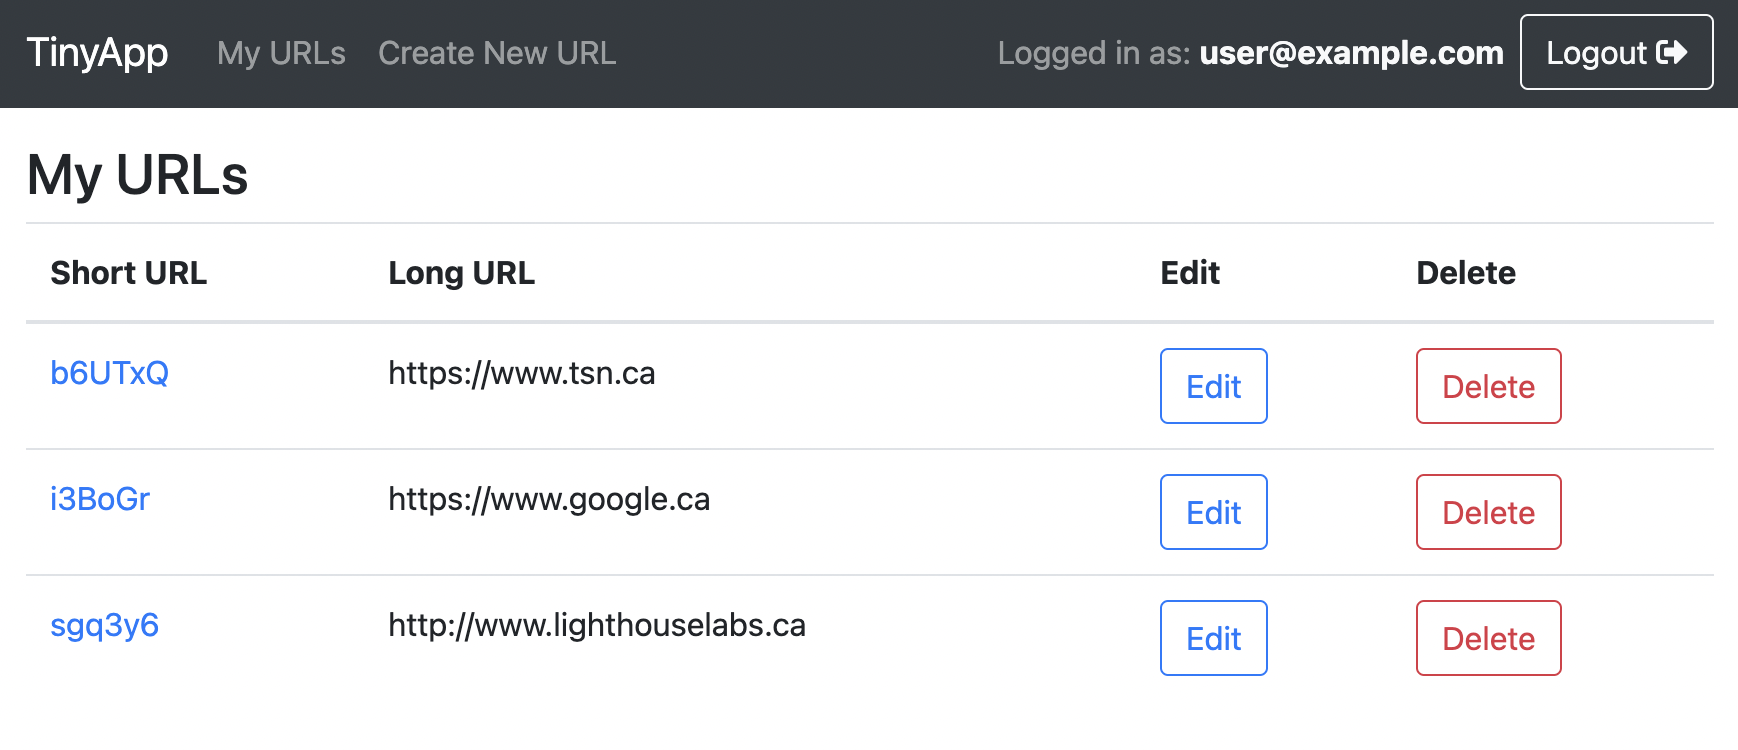 TinyApp My URLs Create New URL Logged in as: user@example.com Logout
My URLs
Short URL Long URL Edit Delete
b6UTxQ https://www.tsn.ca Edit Delete
i3BoGr https://www.google.ca Edit Delete
sgq3y6 http://www.lighthouselabs.ca Edit Delete